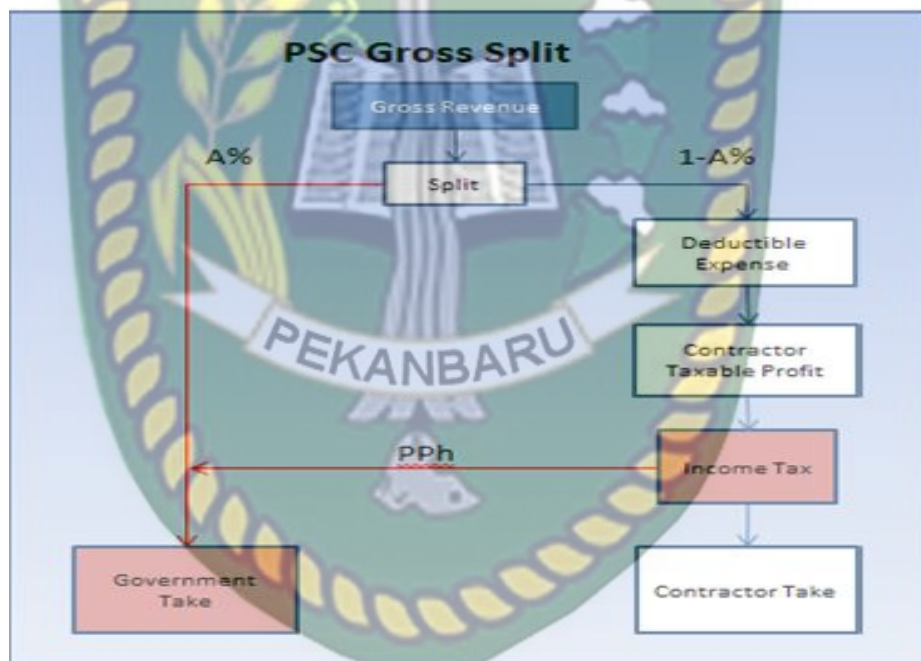 PSC Gross Split
Gross Revenue
A%
1-A%
Split
Deductible
Expense
PEKANBARU
Contractor
Taxable Profit
PPh
Income Tax
Government
Take
Contractor Take